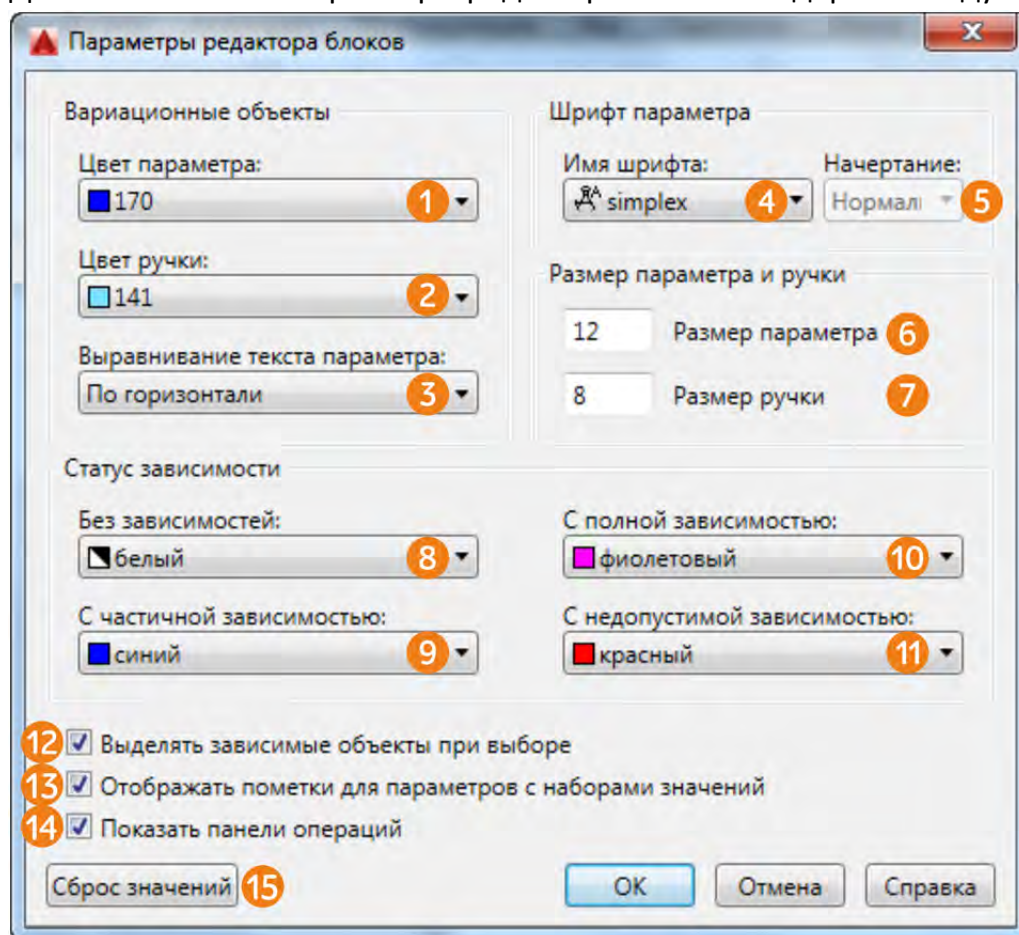 Параметры редактора блоков
x
Вариационные объекты
Цвет параметра:
170 1
Цвет ручки:
141 2
Выравнивание текста параметра:
По горизонтали 3
Шрифт параметра
Имя шрифта: Начертание:
simplex 4 Нормал 5
Размер параметра и ручки
12 Размер параметра 6
8 Размер ручки 7
Статус зависимости
Без зависимостей: С полной зависимостью:
белый 8 фиолетовый 10
С частичной зависимостью: С недопустимой зависимостью:
синий 9 красный 11
12 Выделять зависимые объекты при выборе
13 Отображать пометки для параметров с наборами значений
14 Показать панели операций
Сброс значений 15 ОК Отмена Справка